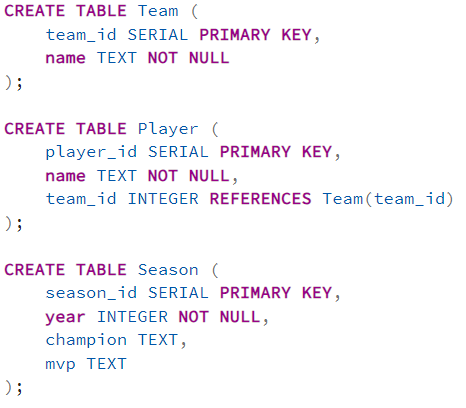 CREATE TABLE Team (
    team_id SERIAL PRIMARY KEY,
    name TEXT NOT NULL
);

CREATE TABLE Player (
    player_id SERIAL PRIMARY KEY,
    name TEXT NOT NULL,
    team_id INTEGER REFERENCES Team(team_id)
);

CREATE TABLE Season (
    season_id SERIAL PRIMARY KEY,
    year INTEGER NOT NULL,
    champion TEXT,
    mvp TEXT
);